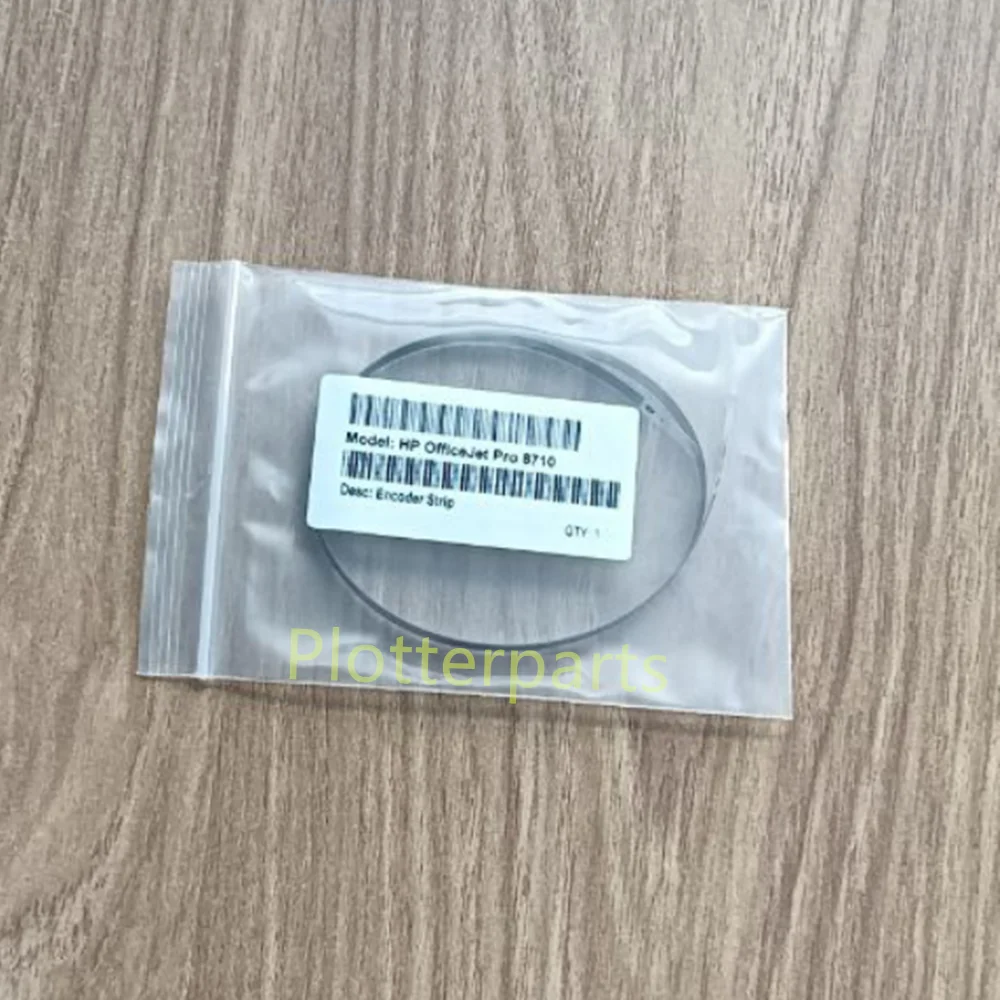 Model: HP OfficeJet Pro 8710
Desc: Encoder Strip
QTY: 1
Plotterparts